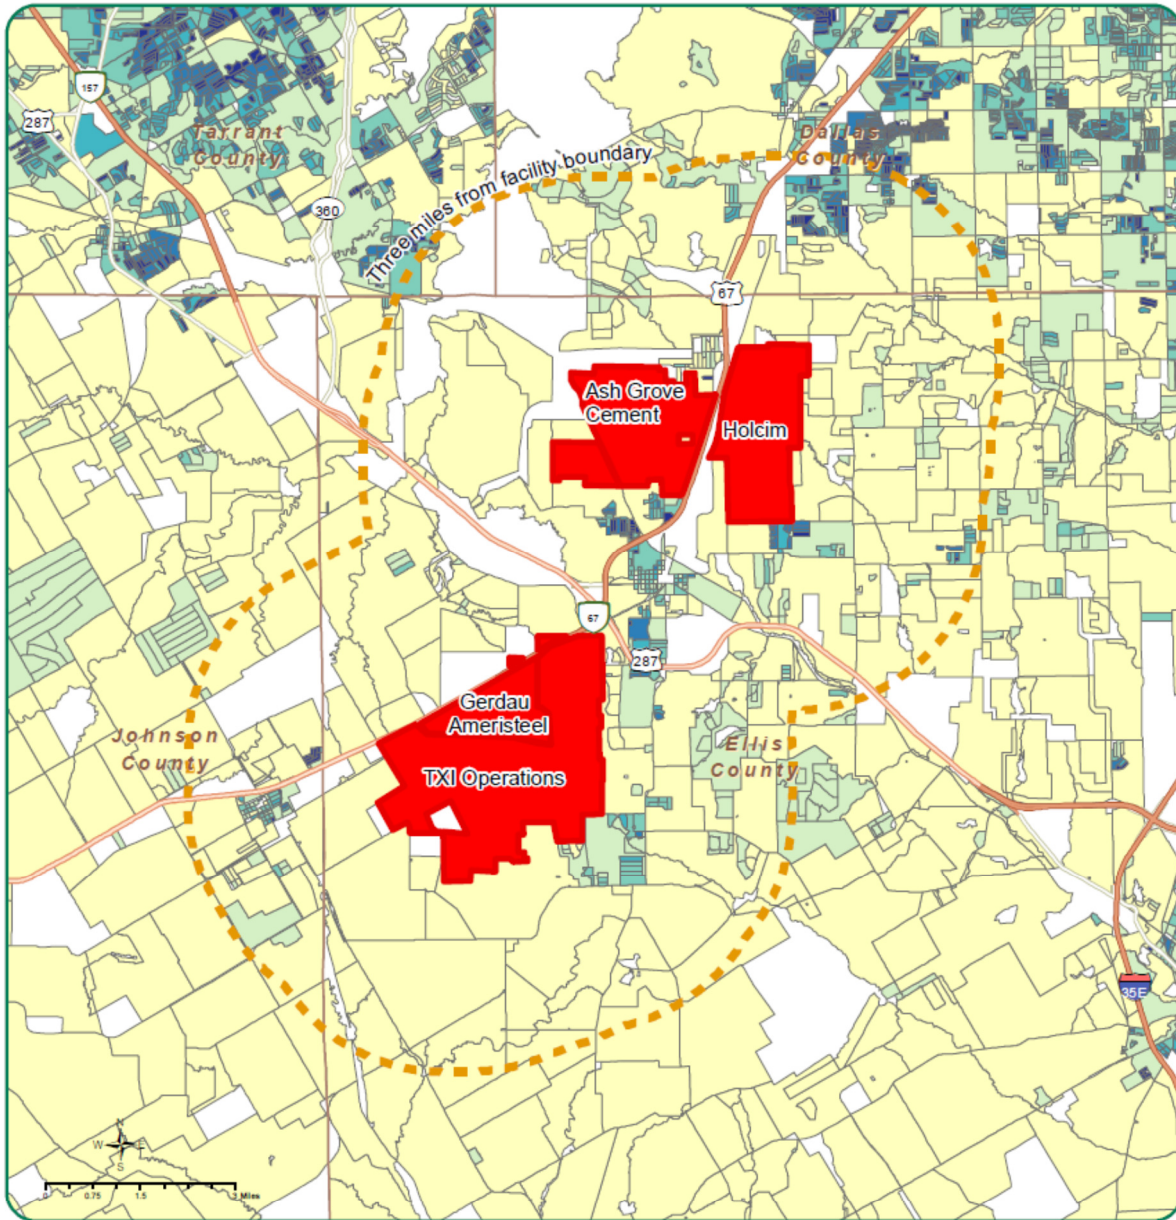 157
287
Tarrant
County
Dallas
County
Three miles from facility boundary
360
67
Ash Grove
Cement
Holcim
67
287
Gerdau
Ameristeel
Johnson
County
Ellis
County
TXI Operations
35E
N
W E
S
0 0.75 1.5 3 Miles